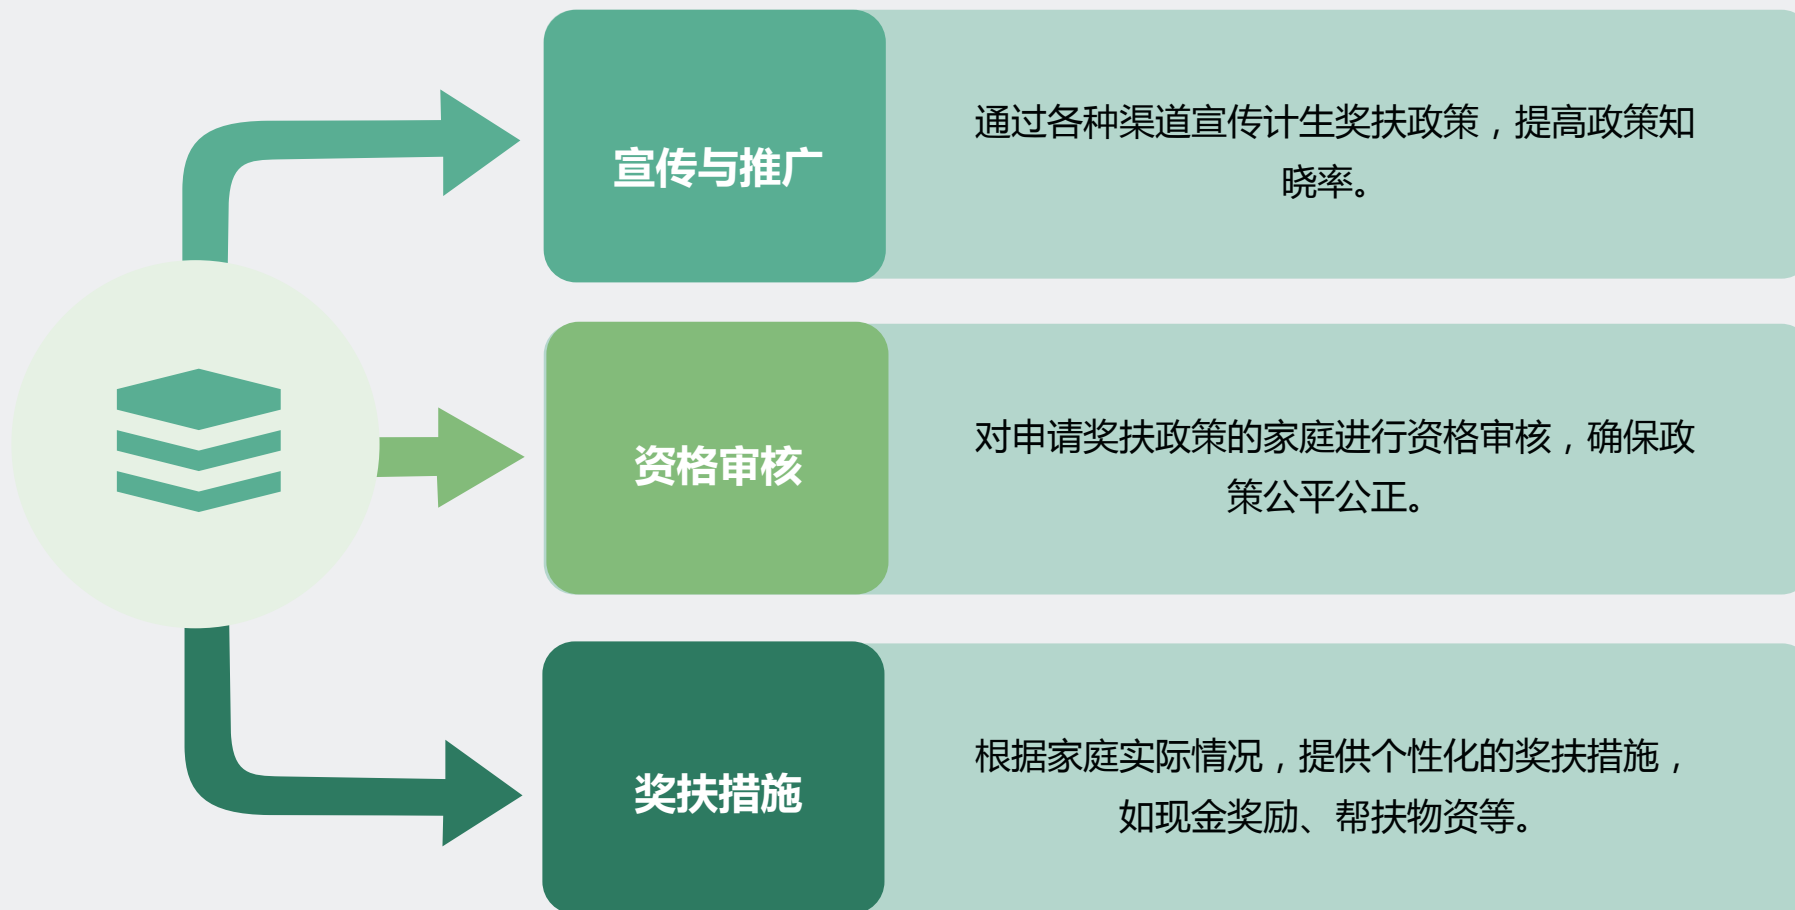 宣传与推广
通过各种渠道宣传计生奖扶政策，提高政策知
晓率。
资格审核
对申请奖扶政策的家庭进行资格审核，确保政
策公平公正。
奖扶措施
根据家庭实际情况，提供个性化的奖扶措施，
如现金奖励、帮扶物资等。